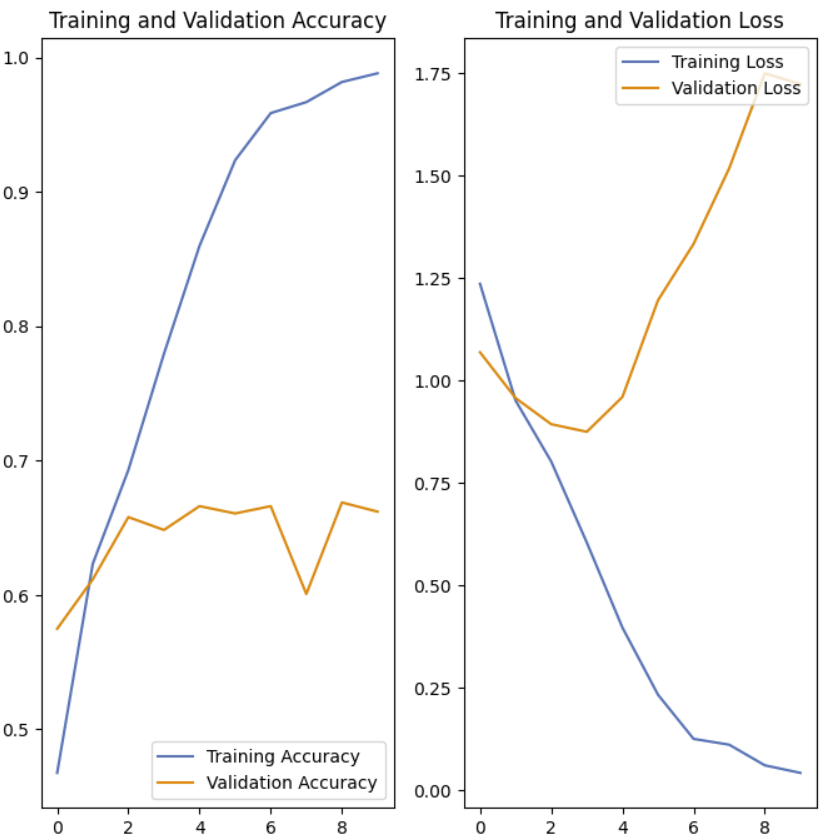 Training and Validation Accuracy
1.0
0.9
0.8
0.7
0.6
0.5
Training Accuracy
Validation Accuracy
0 2 4 6 8
Training and Validation Loss
Training Loss
Validation Loss
1.75
1.50
1.25
1.00
0.75
0.50
0.25
0.00
0 2 4 6 8